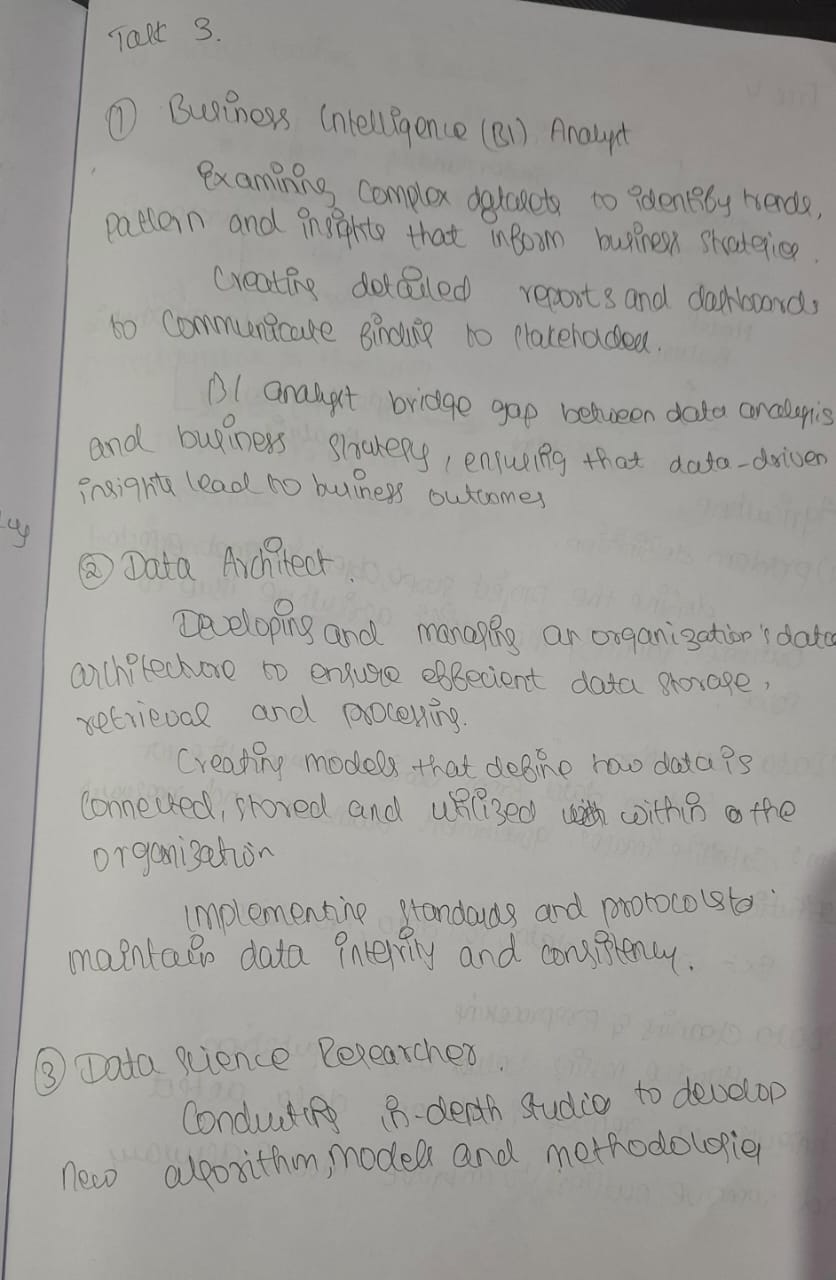 Task 3.
① Business Intelligence (BI) Analyst
Examining complex datasets to identify trends,
pattern and insights that inform business strategies.
Creating detailed reports and dashboards
to communicate finding to stakeholder.
BI analyst bridge gap between data analysis
and business strategy, ensuring that data-driven
insights lead to business outcomes
② Data Architect.
Developing and managing an organization's data
architecture to ensure effecient data storage,
retrieval and processing.
Creating models that define how data is
connected, stored and utilized within the
organization
Implementing standards and protocols to
maintain data integrity and consistency.
③ Data Science Researcher.
Conducting in-depth studies to develop
new algorithm, models and methodologies